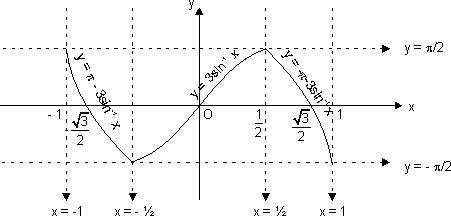 y
y = π/2
y = π - 3sin⁻¹ x
y = 3sin⁻¹ x
y = -π-3sin⁻¹ x
-1
-√3/2
O
1/2
√3/2
1
x
y = - π/2
x = -1
x = - ½
x = ½
x = 1